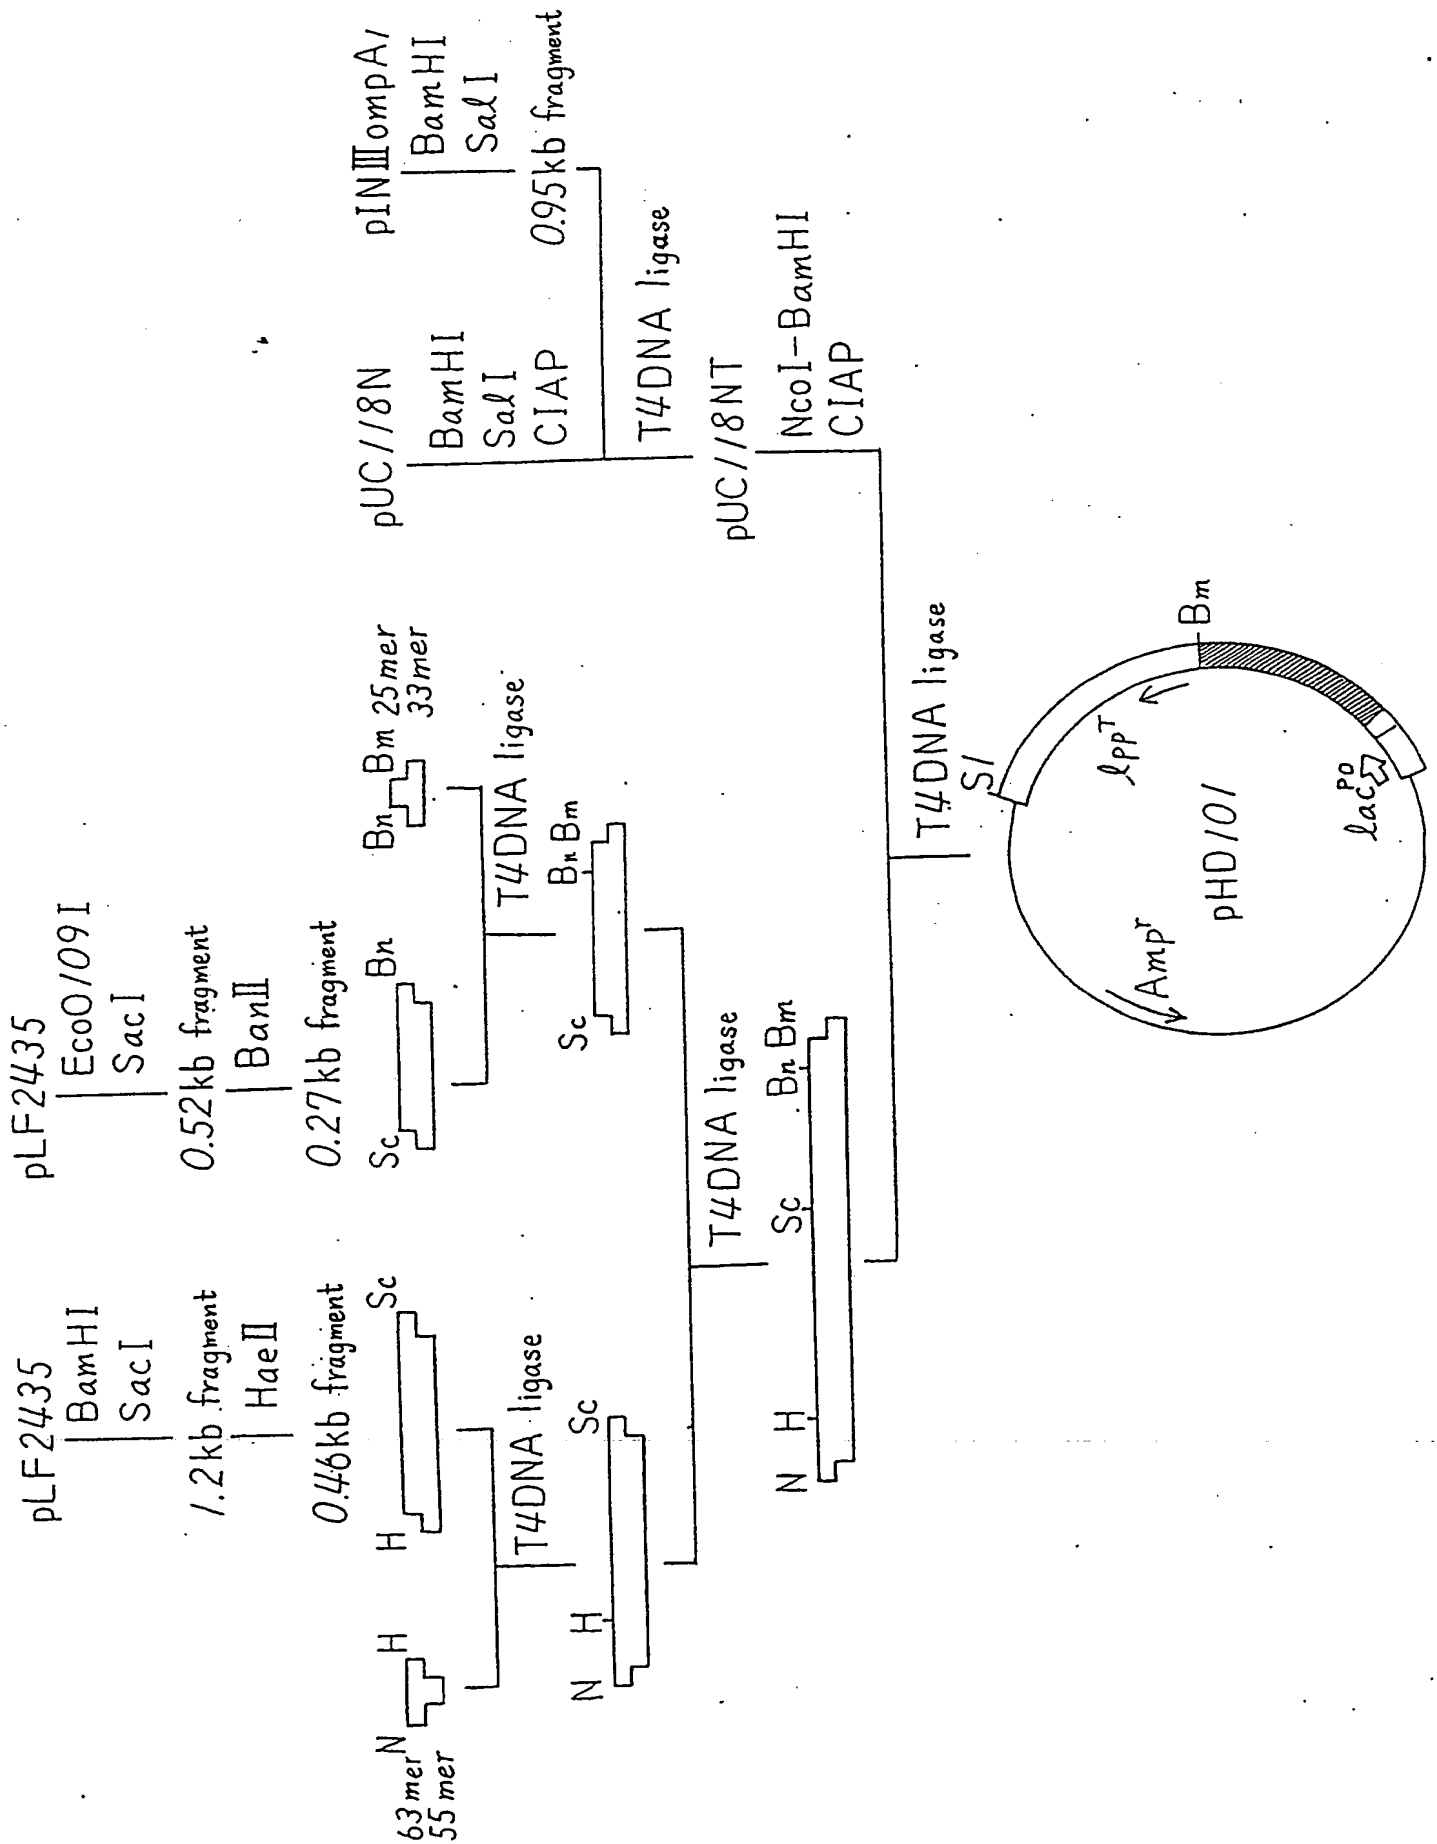 pLF2435
BamHI
SacI
1.2kb fragment
HaeII
0.46kb fragment
63mer
55mer
N
H
H
Sc
T4DNA ligase
N
H
Sc
pLF2435
EcoO109I
SacI
0.52kb fragment
BanII
0.27kb fragment
Sc
Bn
Bn
Bm
25mer
33mer
T4DNA ligase
Sc
Bn
Bm
T4DNA ligase
N
H
Sc
Bn
Bm
pUC118N
BamHI
SalI
CIAP
pINIIIompA1
BamHI
SalI
0.95kb fragment
T4DNA ligase
pUC118NT
NcoI-BamHI
CIAP
T4DNA ligase
Sl
Bm
lppT
lacPO
Ampr
pHD101